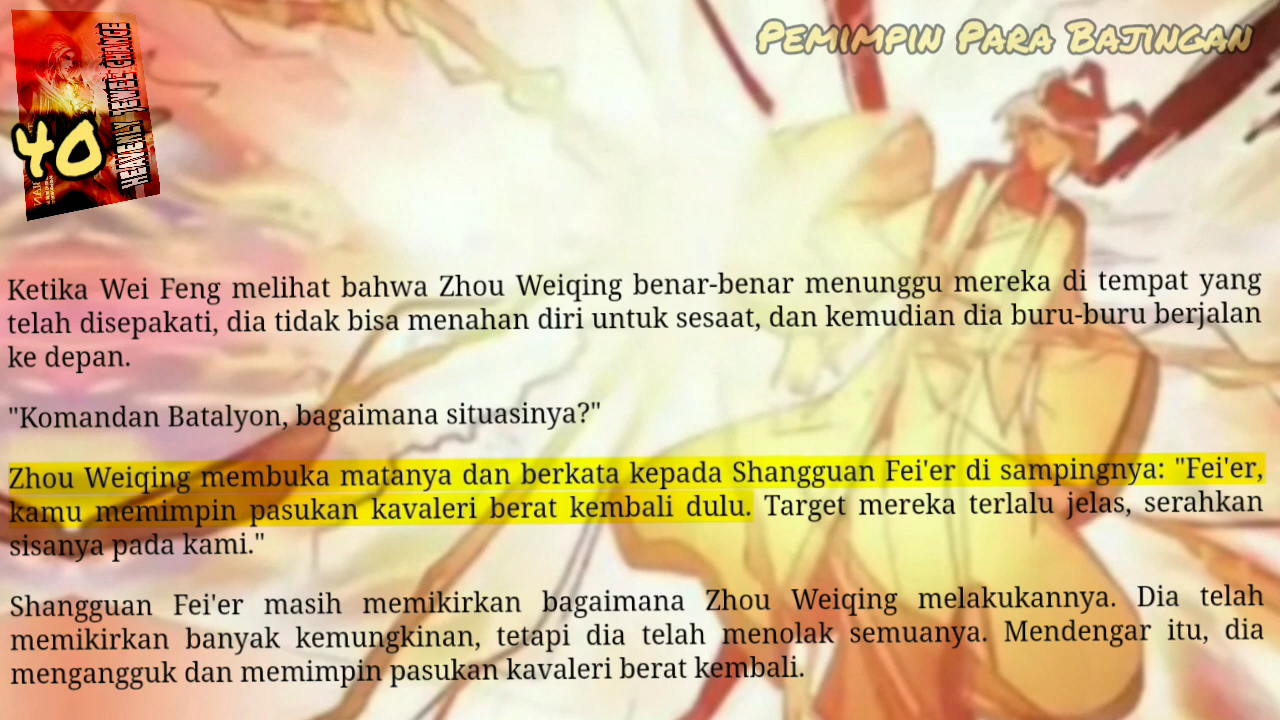 Pemimpin Para Bajingan
HEAVENLY JEWEL CHANGE
40
Ketika Wei Feng melihat bahwa Zhou Weiqing benar-benar menunggu mereka di tempat yang
telah disepakati, dia tidak bisa menahan diri untuk sesaat, dan kemudian dia buru-buru berjalan
ke depan.
"Komandan Batalyon, bagaimana situasinya?"
Zhou Weiqing membuka matanya dan berkata kepada Shangguan Fei'er di sampingnya: "Fei'er,
kamu memimpin pasukan kavaleri berat kembali dulu. Target mereka terlalu jelas, serahkan
sisanya pada kami."
Shangguan Fei'er masih memikirkan bagaimana Zhou Weiqing melakukannya. Dia telah
memikirkan banyak kemungkinan, tetapi dia telah menolak semuanya. Mendengar itu, dia
mengangguk dan memimpin pasukan kavaleri berat kembali.